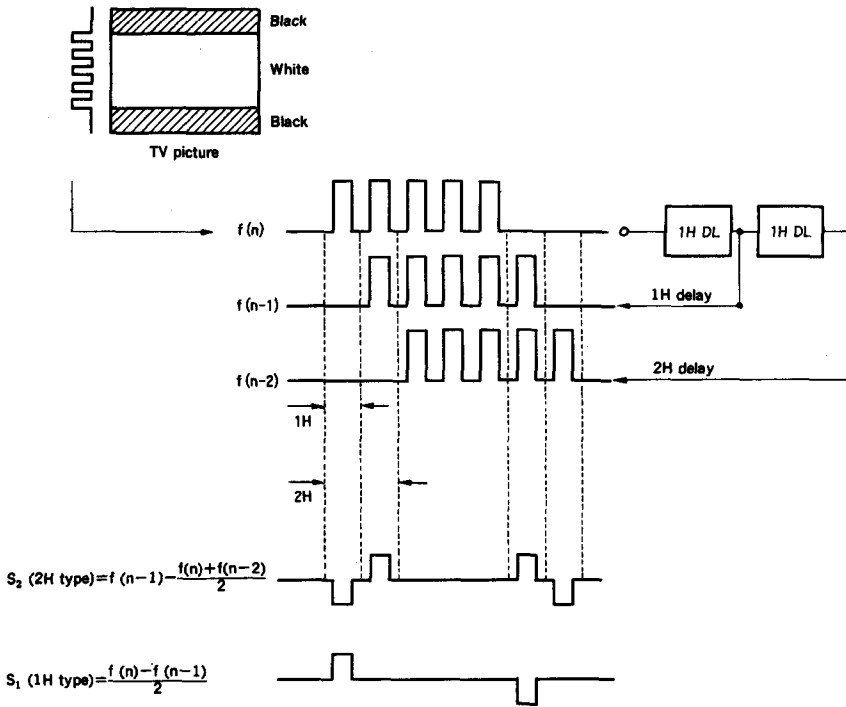 Black
White
Black
TV picture
f(n)
1H DL
1H DL
f(n-1)
1H delay
f(n-2)
2H delay
1H
2H
S₂ (2H type)=f(n-1)-f(n)+f(n-2)/2
S₁ (1H type)=f(n)-f(n-1)/2